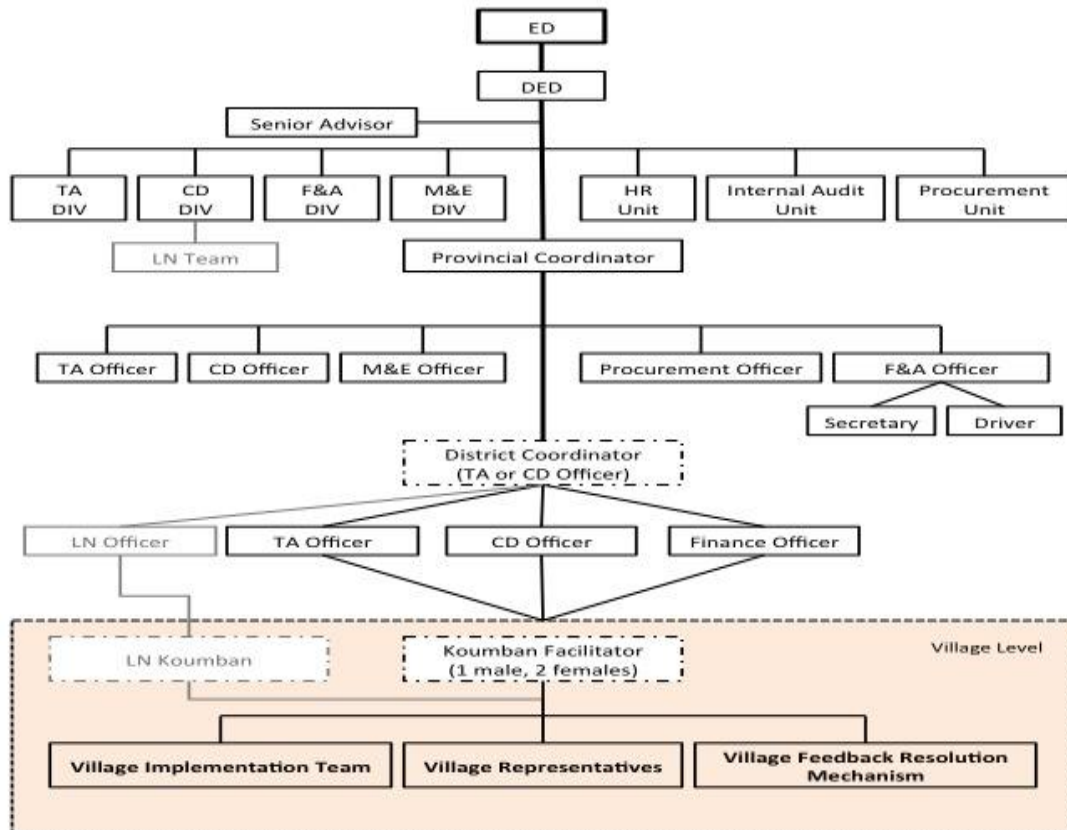 ED
DED
Senior Advisor
TA
DIV
CD
DIV
F&A
DIV
M&E
DIV
HR
Unit
Internal Audit
Unit
Procurement
Unit
LN Team
Provincial Coordinator
TA Officer
CD Officer
M&E Officer
Procurement Officer
F&A Officer
Secretary
Driver
District Coordinator
(TA or CD Officer)
LN Officer
TA Officer
CD Officer
Finance Officer
Village Level
LN Koumban
Koumban Facilitator
(1 male, 2 females)
Village Implementation Team
Village Representatives
Village Feedback Resolution
Mechanism